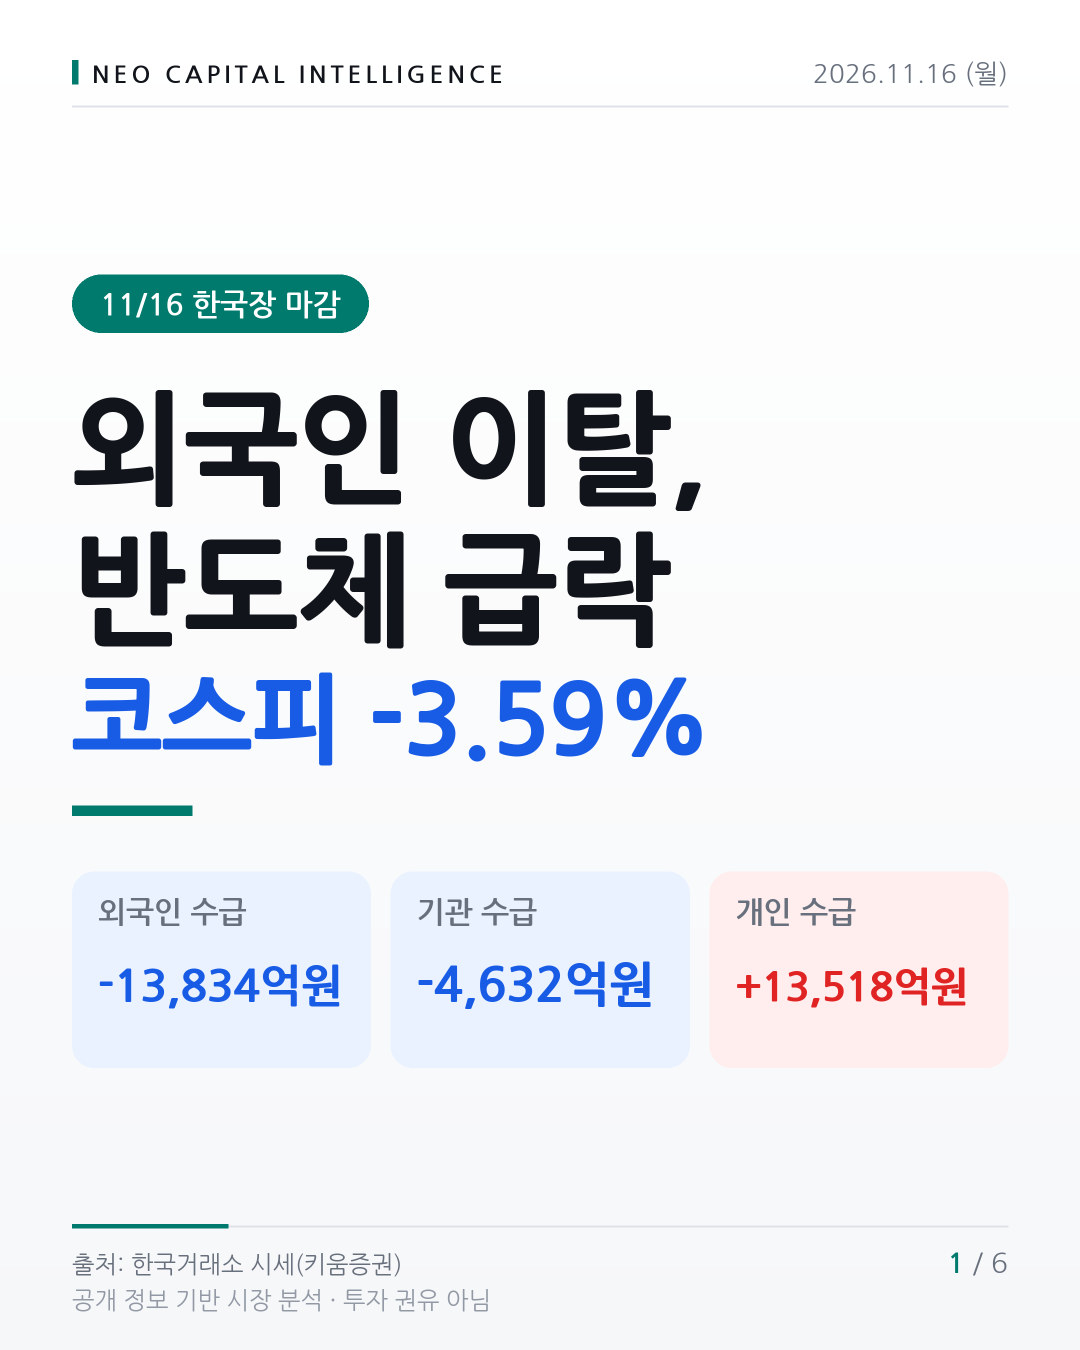 NEO CAPITAL INTELLIGENCE
2026.11.16 (월)
11/16 한국장 마감
외국인 이탈,
반도체 급락
코스피 -3.59%
외국인 수급
-13,834억원
기관 수급
-4,632억원
개인 수급
+13,518억원
출처: 한국거래소 시세(키움증권)
1 / 6
공개 정보 기반 시장 분석 · 투자 권유 아님